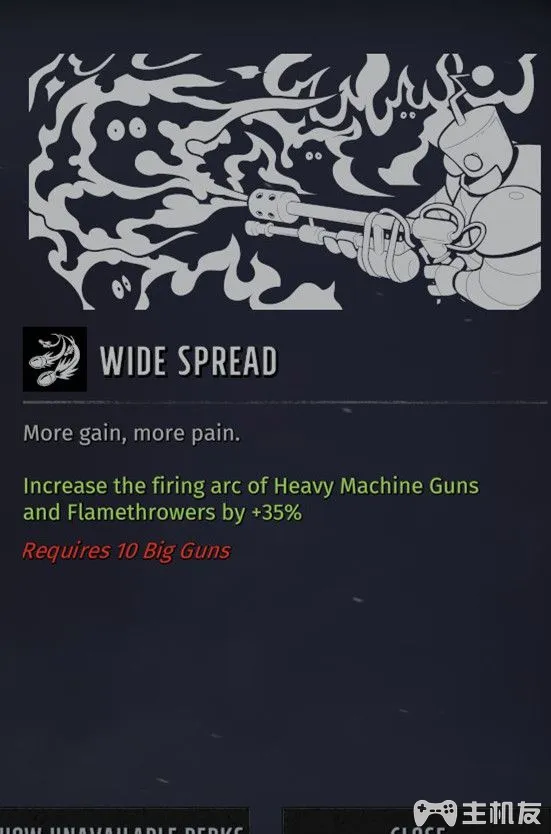 WIDE SPREAD
More gain, more pain.
Increase the firing arc of Heavy Machine Guns
and Flamethrowers by +35%
Requires 10 Big Guns
SHOW UNAVAILABLE PERKS
CLOSE
主机友